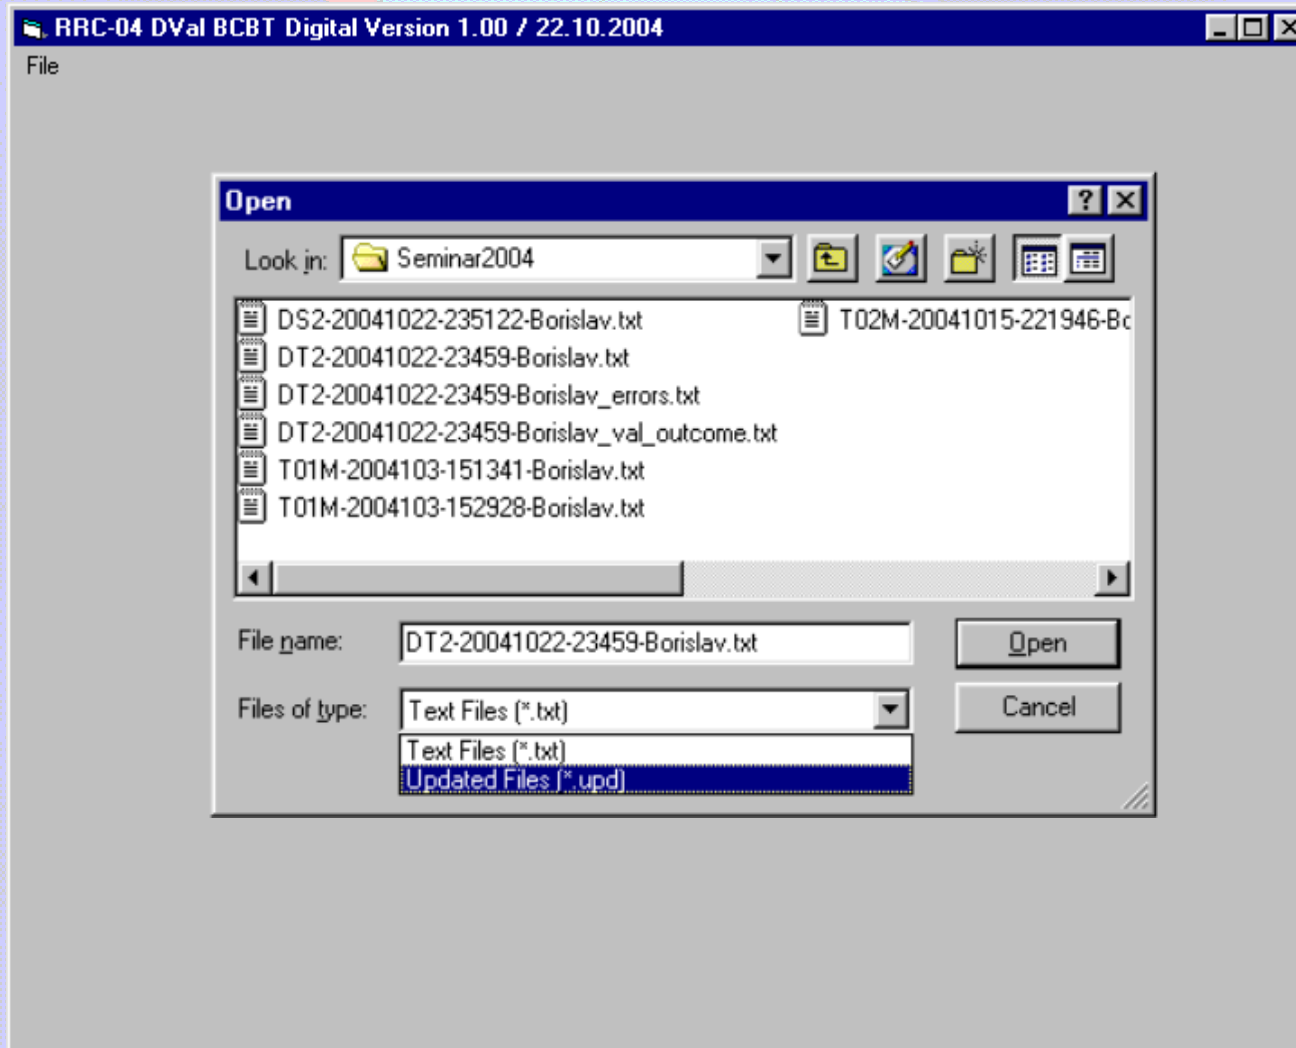 RRC-04 DVal BCBT Digital Version 1.00 / 22.10.2004
File
Open
Look in: Seminar2004
DS2-20041022-235122-Borislav.txt
DT2-20041022-23459-Borislav.txt
DT2-20041022-23459-Borislav_errors.txt
DT2-20041022-23459-Borislav_val_outcome.txt
T01M-2004103-151341-Borislav.txt
T01M-2004103-152928-Borislav.txt
T02M-20041015-221946-Bo
File name: DT2-20041022-23459-Borislav.txt Open
Files of type: Text Files (*.txt) Cancel
Text Files (*.txt)
Updated Files (*.upd)